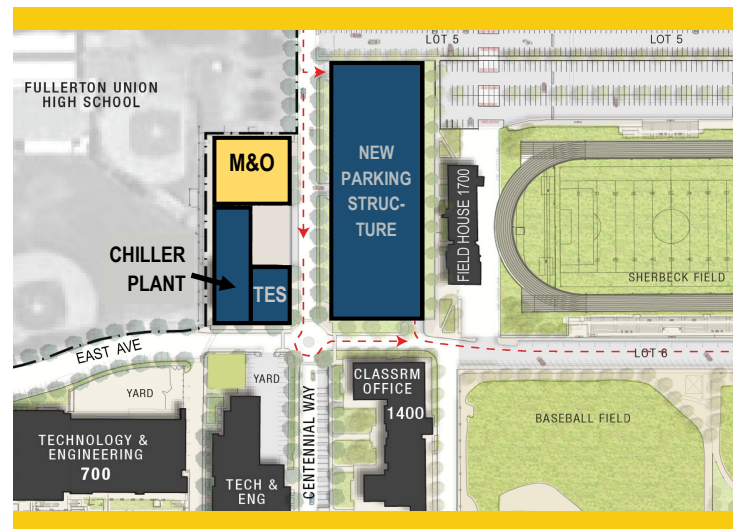 LOT 5
LOT 5
FULLERTON UNION
HIGH SCHOOL
M&O
NEW
PARKING
STRUC-
TURE
FIELD HOUSE 1700
CHILLER
PLANT
TES
SHERBECK FIELD
EAST AVE
LOT 6
YARD
YARD
CENTENNIAL WAY
CLASSRM
OFFICE
1400
BASEBALL FIELD
TECHNOLOGY &
ENGINEERING
700
TECH &
ENG